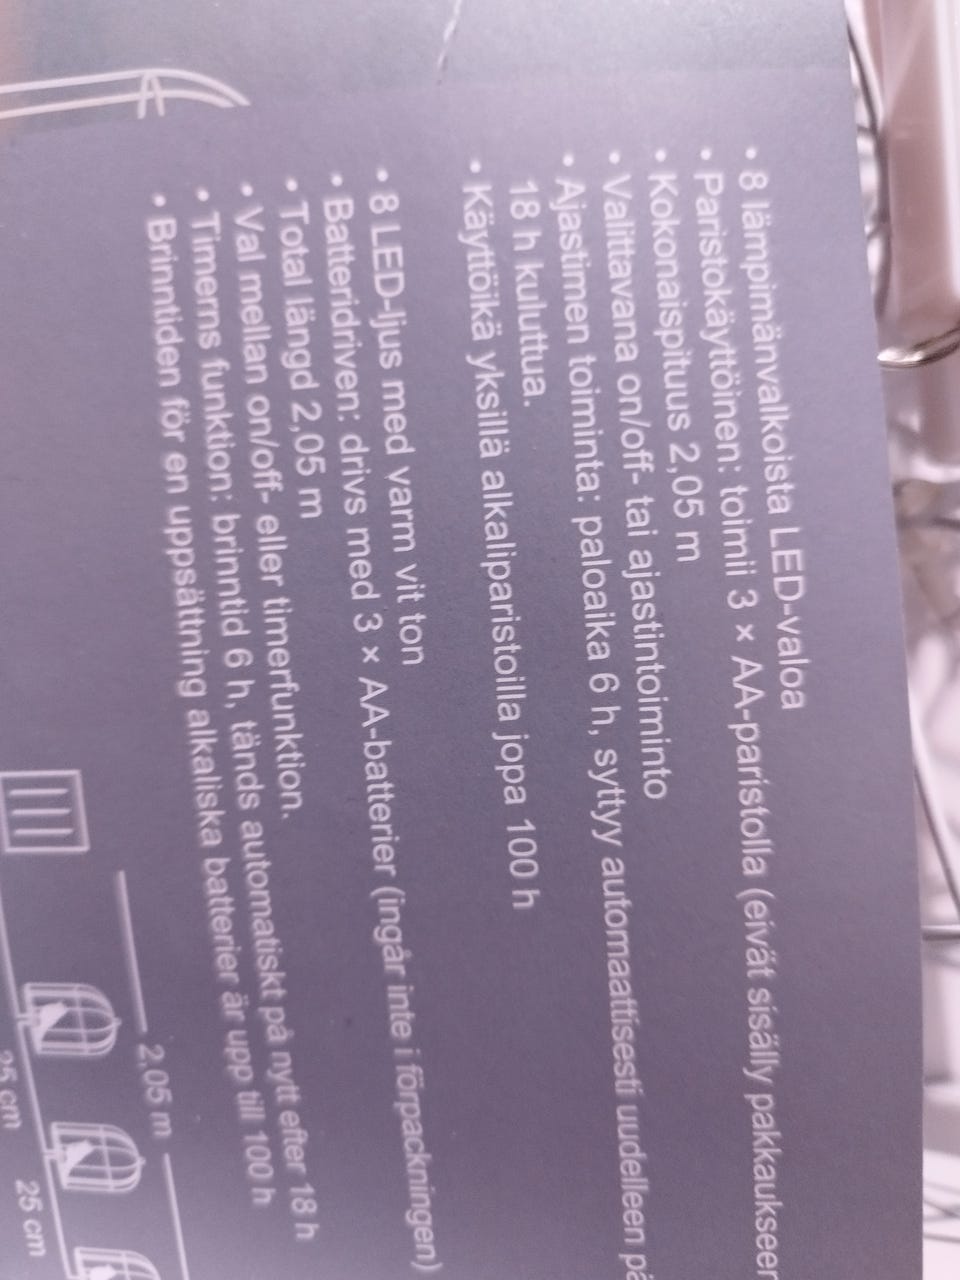 • 8 lämpimänvalkoista LED-valoa
• Paristokäyttöinen: toimii 3 × AA-paristolla (eivät sisälly pakkaukseen
• Kokonaispituus 2,05 m
• Valittavana on/off- tai ajastintoiminto
• Ajastimen toiminta: paloaika 6 h, syttyy automaattisesti uudelleen
18 h kuluttua.
• Käyttöikä yksillä alkaliparistoilla jopa 100 h
• 8 LED-ljus med varm vit ton
• Batteridriven: drivs med 3 × AA-batterier (ingår inte i förpackningen)
• Total längd 2,05 m
• Val mellan on/off- eller timerfunktion.
• Timerns funktion: brinntid 6 h, tänds automatiskt på nytt efter 18 h
• Brinntiden för en uppsättning alkaliska batterier är upp till 100 h
2,05 m
25 cm
25 cm